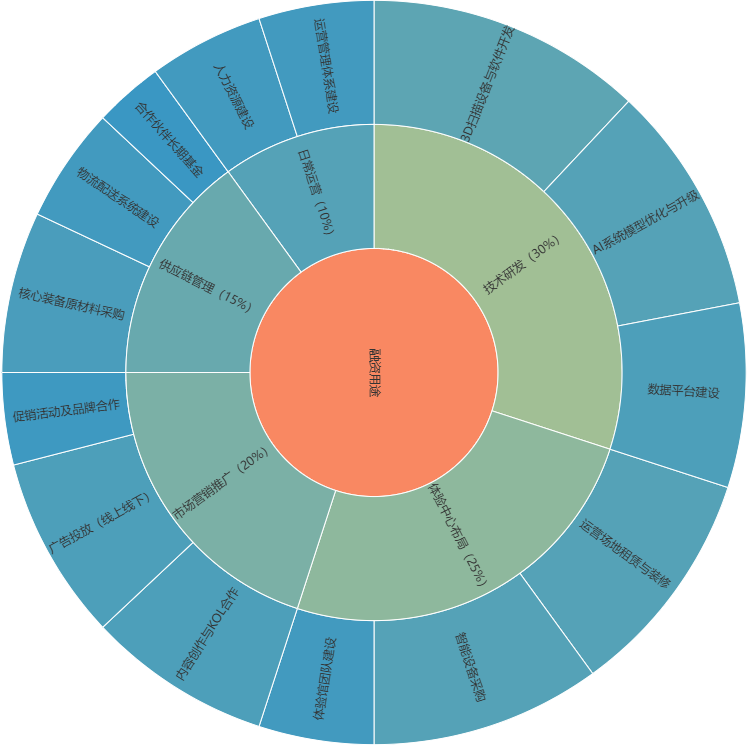 融资用途
技术研发（30%）
3D扫描设备与软件开发
AI系统模型优化与升级
数据平台建设
体验中心布局（25%）
运营场地租赁与装修
智能设备采购
体验馆团队建设
市场营销推广（20%）
内容创作与KOL合作
广告投放（线上线下）
促销活动及品牌合作
供应链管理（15%）
核心装备原材料采购
物流配送系统建设
合作伙伴长期基金
日常运营（10%）
人力资源建设
运营管理体系建设